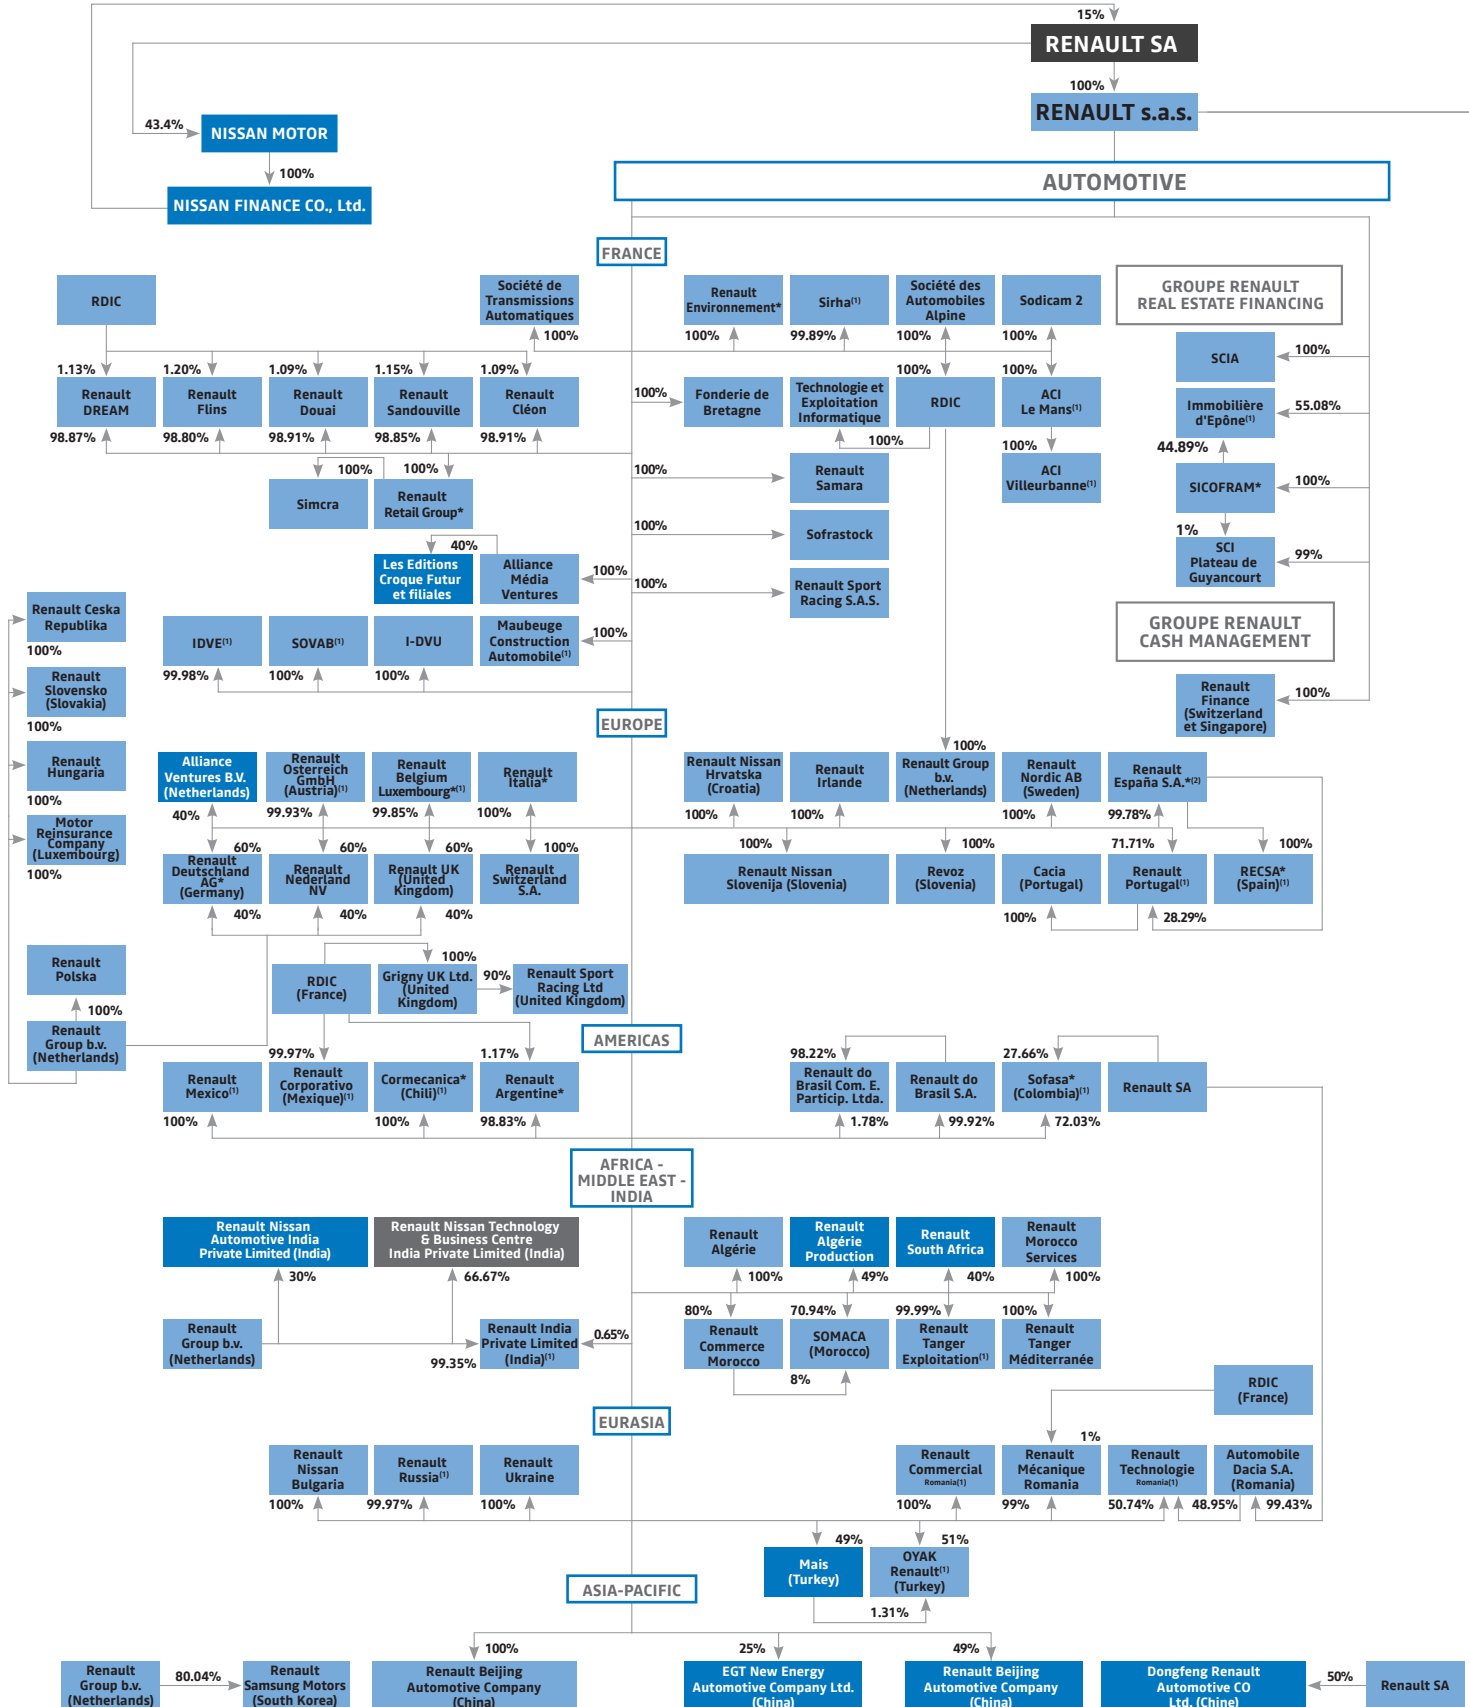 15%
RENAULT SA
100%
RENAULT s.a.s.
43.4%
NISSAN MOTOR
100%
NISSAN FINANCE CO., Ltd.
AUTOMOTIVE
FRANCE
RDIC
Société de
Transmissions
Automatiques
100%
Renault
Environnement*
100%
Sirha(1)
99.89%
Société des
Automobiles
Alpine
100%
Sodicam 2
100%
GROUPE RENAULT
REAL ESTATE FINANCING
1.13%
Renault
DREAM
98.87%
1.20%
Renault
Flins
98.80%
1.09%
Renault
Douai
98.91%
1.15%
Renault
Sandouville
98.85%
1.09%
Renault
Cléon
98.91%
100%
Fonderie de
Bretagne
Technologie et
Exploitation
Informatique
100%
100%
RDIC
100%
ACI
Le Mans(1)
100%
ACI
Villeurbanne(1)
SCIA
100%
Immobilière
d'Epône(1)
55.08%
44.89%
SICOFRAM*
100%
1%
SCI
Plateau de
Guyancourt
99%
100%
Simcra
100%
Renault
Retail Group*
100%
Renault
Samara
100%
Sofrastock
100%
Renault Sport
Racing S.A.S.
40%
Les Editions
Croque Futur
et filiales
Alliance
Média
Ventures
100%
GROUPE RENAULT
CASH MANAGEMENT
Renault
Finance
(Switzerland
et Singapore)
100%
IDVE(1)
99.98%
SOVAB(1)
100%
I-DVU
100%
Maubeuge
Construction
Automobile(1)
100%
Renault Ceska
Republika
100%
Renault
Slovensko
(Slovakia)
100%
Renault
Hungaria
100%
Motor
Reinsurance
Company
(Luxembourg)
100%
EUROPE
Alliance
Ventures B.V.
(Netherlands)
40%
Renault
Osterreich
GmbH
(Austria)(1)
99.93%
Renault
Belgium
Luxembourg*(1)
99.85%
Renault
Italia*
100%
Renault Nissan
Hrvatska
(Croatia)
100%
Renault
Irlande
100%
100%
Renault Group
b.v.
(Netherlands)
Renault
Nordic AB
(Sweden)
100%
Renault
España S.A.*(2)
99.78%
60%
Renault
Deutschland
AG*
(Germany)
40%
60%
Renault
Nederland
NV
40%
60%
Renault UK
(United
Kingdom)
40%
100%
Renault
Switzerland
S.A.
100%
Renault Nissan
Slovenija (Slovenia)
100%
Revoz
(Slovenia)
Cacia
(Portugal)
100%
71.71%
Renault
Portugal(1)
28.29%
100%
RECSA*
(Spain)(1)
Renault
Polska
100%
Renault
Group b.v.
(Netherlands)
RDIC
(France)
100%
Grigny UK Ltd.
(United
Kingdom)
90%
Renault Sport
Racing Ltd
(United Kingdom)
AMERICAS
Renault
Mexico(1)
100%
99.97%
Renault
Corporativo
(Mexique)(1)
Cormecanica*
(Chili)(1)
100%
1.17%
Renault
Argentine*
98.83%
98.22%
Renault do
Brasil Com. E.
Particip. Ltda.
1.78%
Renault do
Brasil S.A.
99.92%
27.66%
Sofasa*
(Colombia)(1)
72.03%
Renault SA
AFRICA -
MIDDLE EAST -
INDIA
Renault Nissan
Automotive India
Private Limited (India)
30%
Renault Nissan Technology
& Business Centre
India Private Limited (India)
66.67%
Renault
Algérie
100%
Renault
Algérie
Production
49%
Renault
South Africa
40%
Renault
Morocco
Services
100%
Renault
Group b.v.
(Netherlands)
99.35%
Renault India
Private Limited
(India)(1)
0.65%
80%
Renault
Commerce
Morocco
70.94%
SOMACA
(Morocco)
8%
99.99%
Renault
Tanger
Exploitation(1)
100%
Renault
Tanger
Méditerranée
RDIC
(France)
EURASIA
Renault
Nissan
Bulgaria
100%
Renault
Russia(1)
99.97%
Renault
Ukraine
100%
Renault
Commercial
Romania(1)
100%
1%
Renault
Mécanique
Romania
99%
Renault
Technologie
Romania(1)
50.74%
48.95%
Automobile
Dacia S.A.
(Romania)
99.43%
49%
Mais
(Turkey)
51%
OYAK
Renault(1)
(Turkey)
1.31%
ASIA-PACIFIC
Renault
Group b.v.
(Netherlands)
80.04%
Renault
Samsung Motors
(South Korea)
100%
Renault Beijing
Automotive Company
(China)
25%
EGT New Energy
Automotive Company Ltd.
(China)
49%
Renault Beijing
Automotive Company
(China)
Dongfeng Renault
Automotive CO
Ltd. (Chine)
50%
Renault SA